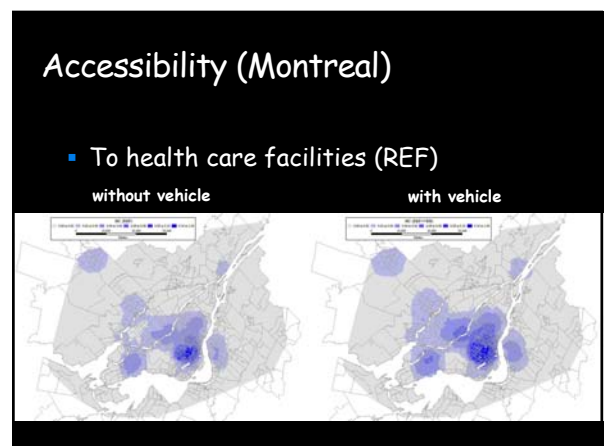 Accessibility (Montreal)
▪ To health care facilities (REF)
without vehicle
with vehicle